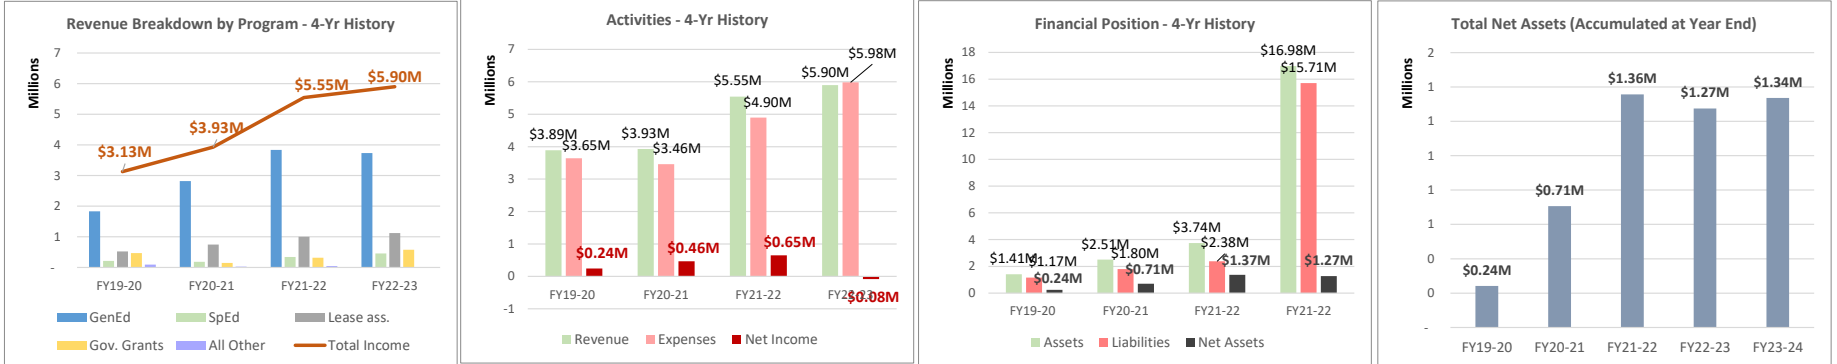 Revenue Breakdown by Program - 4-Yr History
Millions
7
6
5
4
3
2
1
-
$3.13M
$3.93M
$5.55M
$5.90M
FY19-20
FY20-21
FY21-22
FY22-23
GenEd
SpEd
Lease ass.
Gov. Grants
All Other
Total Income
Activities - 4-Yr History
Millions
7
6
5
4
3
2
1
0
-1
$3.89M
$3.65M
$0.24M
$3.93M
$3.46M
$0.46M
$5.55M
$4.90M
$0.65M
$5.90M
$5.98M
$0.08M
FY19-20
FY20-21
FY21-22
FY22-23
Revenue
Expenses
Net Income
Financial Position - 4-Yr History
Millions
18
16
14
12
10
8
6
4
2
0
$1.41M
$1.17M
$0.24M
$2.51M
$1.80M
$0.71M
$3.74M
$2.38M
$1.37M
$16.98M
$15.71M
$1.27M
FY19-20
FY20-21
FY21-22
FY21-22
Assets
Liabilities
Net Assets
Total Net Assets (Accumulated at Year End)
Millions
2
1
1
1
1
1
0
0
-
$0.24M
$0.71M
$1.36M
$1.27M
$1.34M
FY19-20
FY20-21
FY21-22
FY22-23
FY23-24